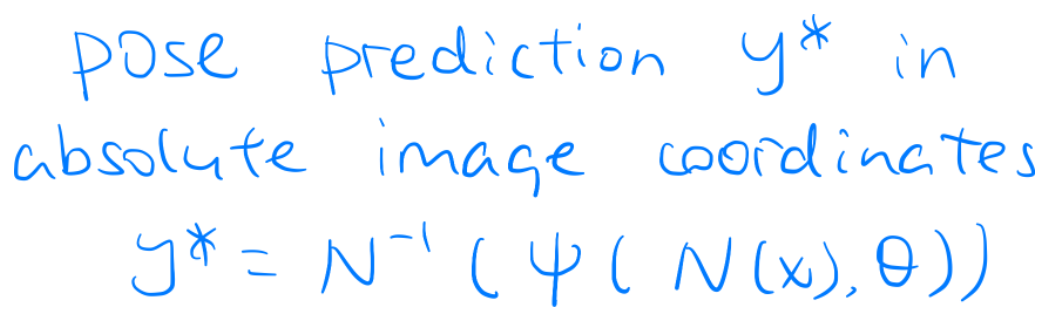 pose prediction y* in
absolute image coordinates
y* = N⁻¹(ψ(N(x), θ))